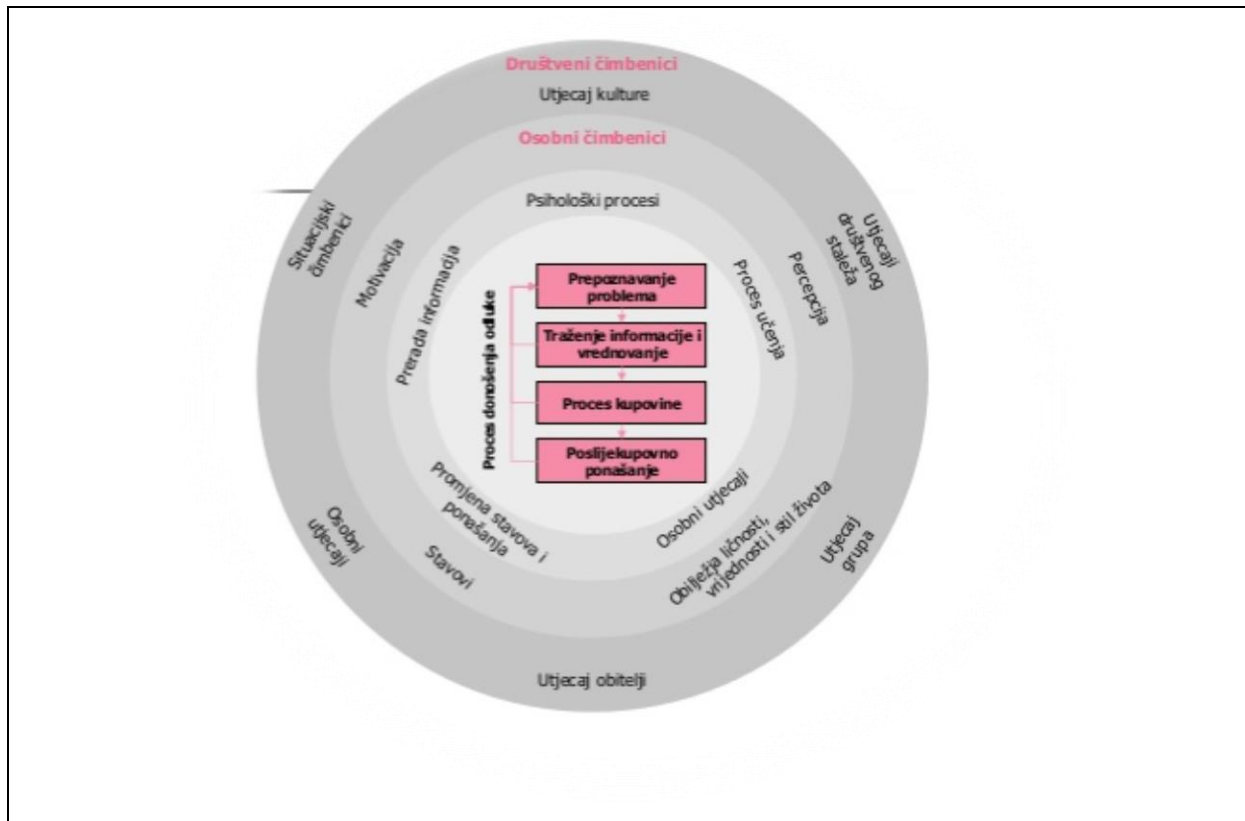 Društveni čimbenici
Utjecaj kulture
Osobni čimbenici
Psihološki procesi
Situacijski
čimbenici
Motivacija
Prerada informacija
Proces učenja
Percepcija
Utjecaji
društvenog
staleža
Proces donošenja odluke
Prepoznavanje
problema
Traženje informacije i
vrednovanje
Proces kupovine
Poslijekupovno
ponašanje
Osobni
utjecaji
Stavovi
Promjena stavova i
ponašanja
Osobni utjecaji
Obilježja ličnosti,
vrijednosti i stil života
Utjecaj
grupa
Utjecaj obitelji